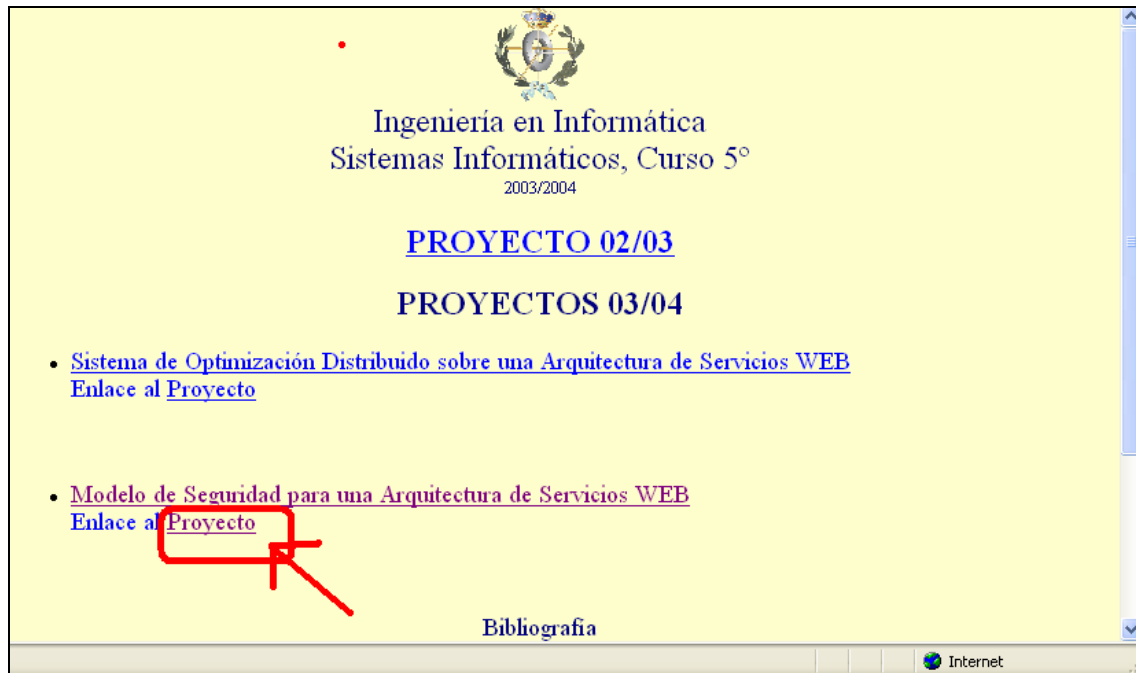 Ingeniería en Informática
Sistemas Informáticos, Curso 5º
2003/2004
PROYECTO 02/03
PROYECTOS 03/04
• Sistema de Optimización Distribuido sobre una Arquitectura de Servicios WEB
Enlace al Proyecto
• Modelo de Seguridad para una Arquitectura de Servicios WEB
Enlace al Proyecto
Bibliografía
Internet